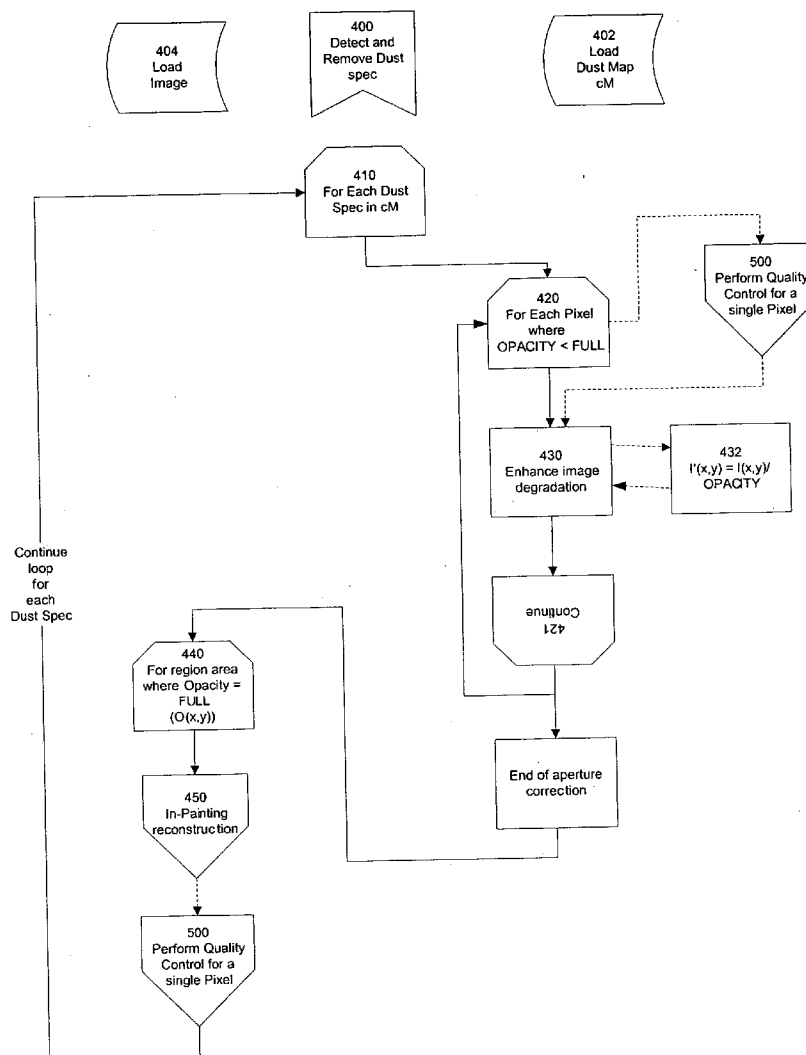 404
Load
Image
400
Detect and
Remove Dust
spec
402
Load
Dust Map
cM
410
For Each Dust
Spec in cM
420
For Each Pixel
where
OPACITY < FULL
500
Perform Quality
Control for a
single Pixel
430
Enhance image
degradation
432
I'(x,y) = I(x,y)/
OPACITY
Continue
loop
for
each
Dust Spec
421
Continue
440
For region area
where Opacity =
FULL
(O(x,y))
End of aperture
correction
450
In-Painting
reconstruction
500
Perform Quality
Control for a
single Pixel